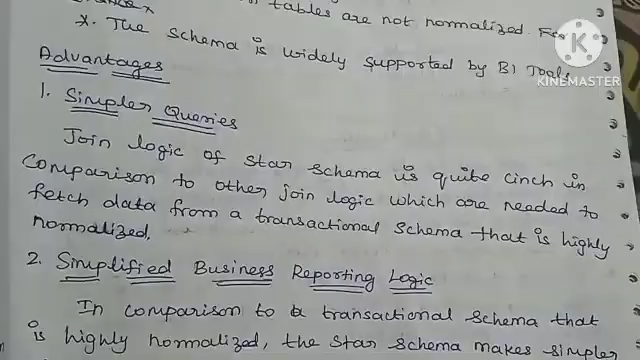 tables are not normalized. For
*. The schema is widely supported by BI Tools
KINEMASTER
Advantages
1. Simpler Queries
Join logic of star schema is quite cinch in
Comparison to other join logic which are needed to
fetch data from a transactional schema that is highly
normalized.
2. Simplified Business Reporting Logic
In comparison to a transactional schema that
is highly normalized, the star schema makes simpler